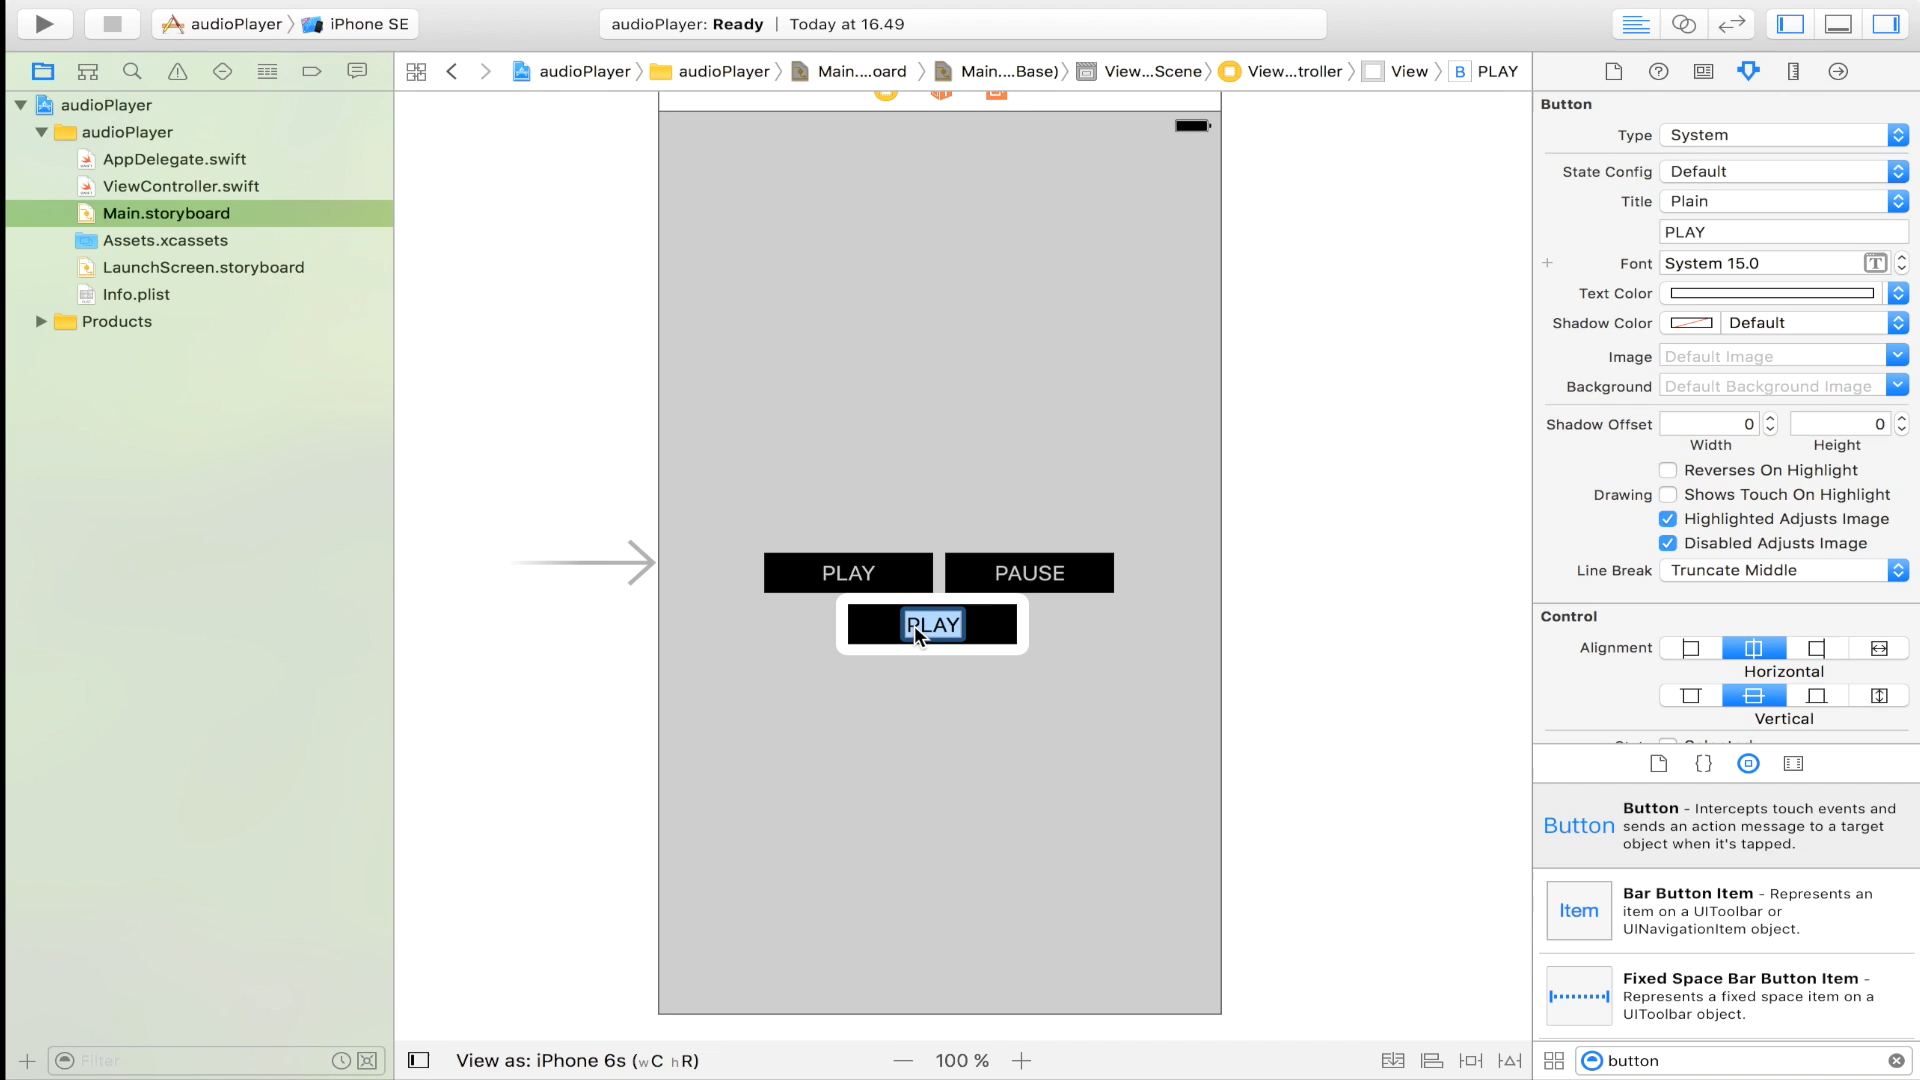 audioPlayer iPhone SE
audioPlayer: Ready | Today at 16.49
audioPlayer audioPlayer Main....oard Main....Base) View...Scene View...troller View B PLAY
audioPlayer
audioPlayer
AppDelegate.swift
ViewController.swift
Main.storyboard
Assets.xcassets
LaunchScreen.storyboard
Info.plist
Products
Filter
PLAY
PAUSE
PLAY
View as: iPhone 6s (wC hR)
100 %
Button
Type System
State Config Default
Title Plain
PLAY
Font System 15.0 T
Text Color
Shadow Color Default
Image Default Image
Background Default Background Image
Shadow Offset 0 0
Width Height
Reverses On Highlight
Drawing Shows Touch On Highlight
Highlighted Adjusts Image
Disabled Adjusts Image
Line Break Truncate Middle
Control
Alignment
Horizontal
Vertical
Button
Button - Intercepts touch events and
sends an action message to a target
object when it's tapped.
Item
Bar Button Item - Represents an
item on a UIToolbar or
UINavigationItem object.
Fixed Space Bar Button Item -
Represents a fixed space item on a
UIToolbar object.
button